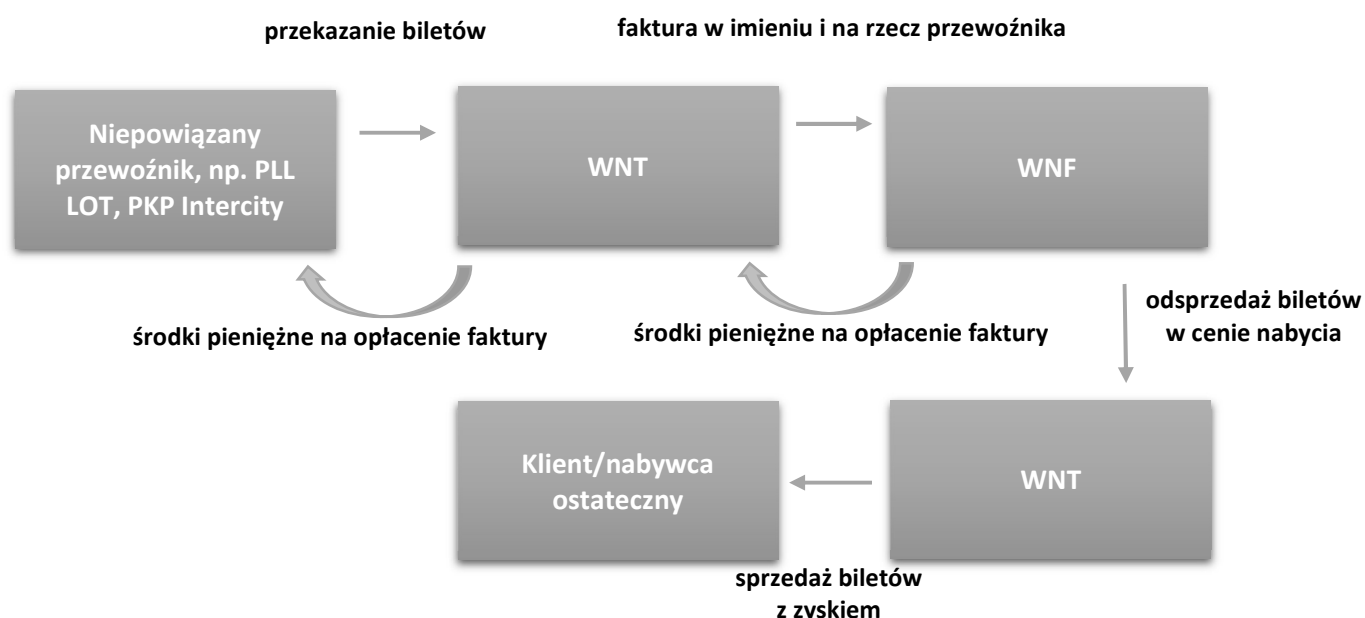 przekazanie biletów
faktura w imieniu i na rzecz przewoźnika
Niepowiązany
przewoźnik, np. PLL
LOT, PKP Intercity
WNT
WNF
środki pieniężne na opłacenie faktury
środki pieniężne na opłacenie faktury
odsprzedaż biletów
w cenie nabycia
Klient/nabywca
ostateczny
WNT
sprzedaż biletów
z zyskiem